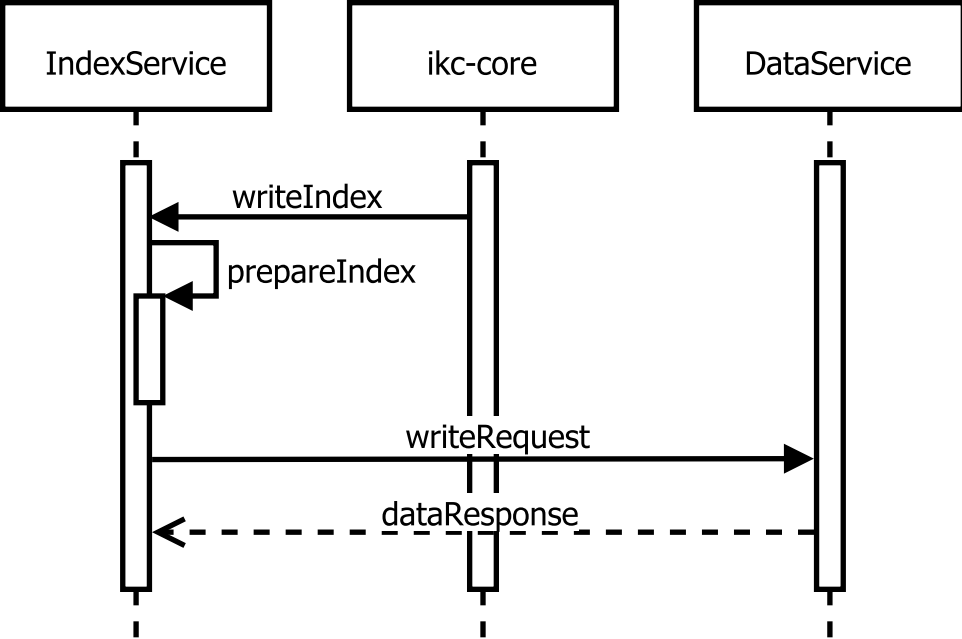 IndexService
ikc-core
DataService
writeIndex
prepareIndex
writeRequest
dataResponse